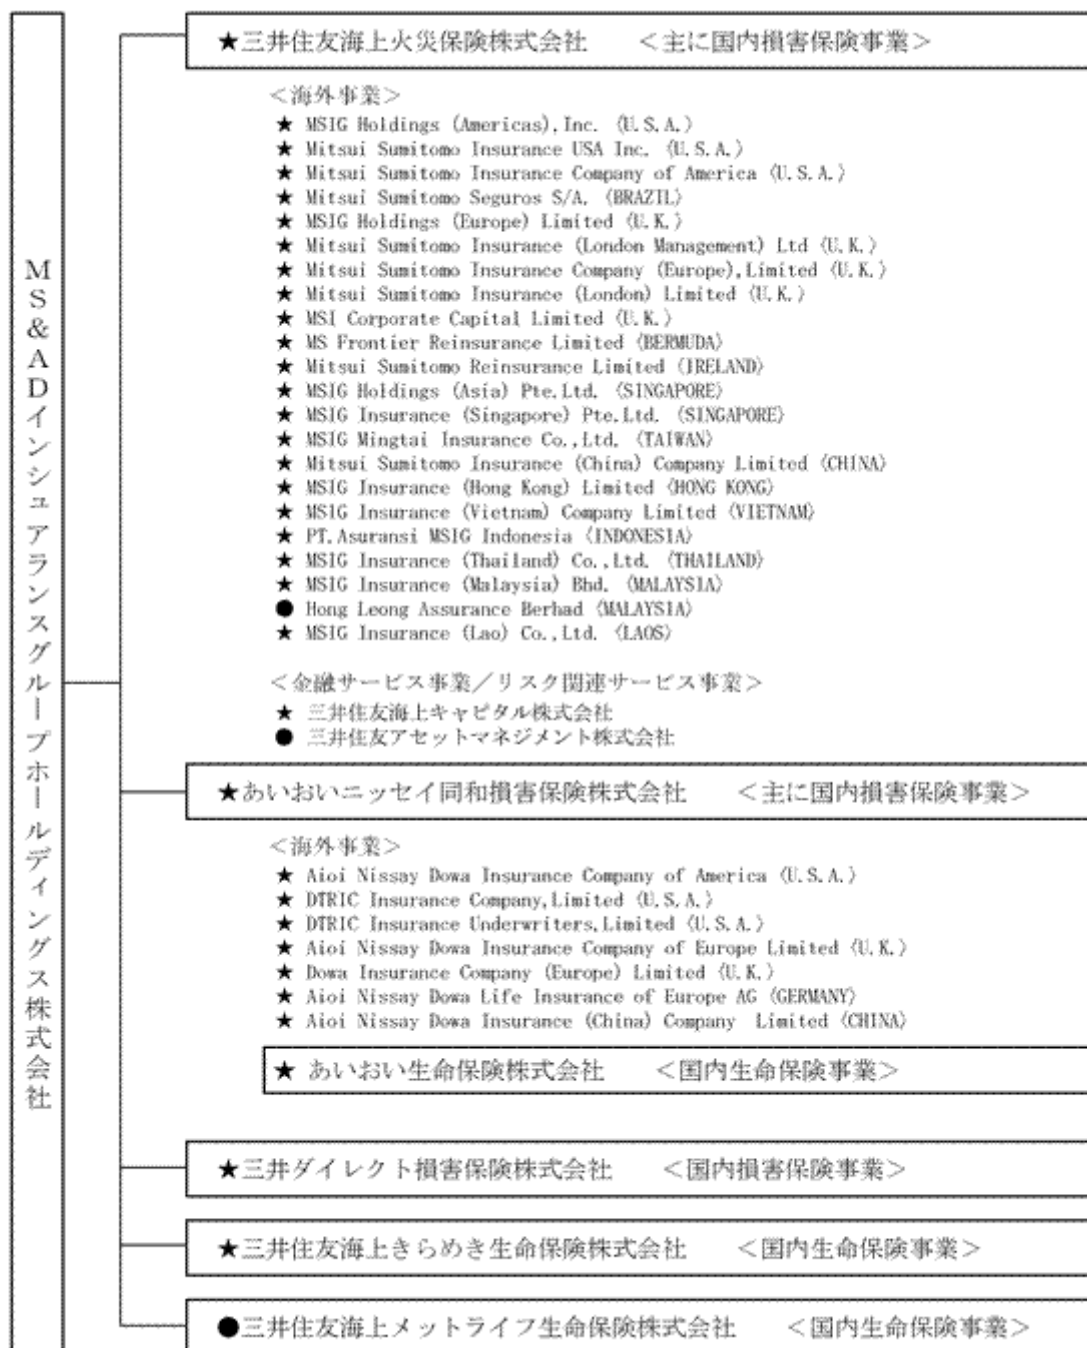 MS&ADインシュアランスグループホールディングス株式会社
★三井住友海上火災保険株式会社　＜主に国内損害保険事業＞
＜海外事業＞
★ MSIG Holdings (Americas),Inc. 〈U.S.A.〉
★ Mitsui Sumitomo Insurance USA Inc. 〈U.S.A.〉
★ Mitsui Sumitomo Insurance Company of America 〈U.S.A.〉
★ Mitsui Sumitomo Seguros S/A. 〈BRAZIL〉
★ MSIG Holdings (Europe) Limited 〈U.K.〉
★ Mitsui Sumitomo Insurance (London Management) Ltd 〈U.K.〉
★ Mitsui Sumitomo Insurance Company (Europe),Limited 〈U.K.〉
★ Mitsui Sumitomo Insurance (London) Limited 〈U.K.〉
★ MSI Corporate Capital Limited 〈U.K.〉
★ MS Frontier Reinsurance Limited 〈BERMUDA〉
★ Mitsui Sumitomo Reinsurance Limited 〈IRELAND〉
★ MSIG Holdings (Asia) Pte.Ltd. 〈SINGAPORE〉
★ MSIG Insurance (Singapore) Pte.Ltd. 〈SINGAPORE〉
★ MSIG Mingtai Insurance Co.,Ltd. 〈TAIWAN〉
★ Mitsui Sumitomo Insurance (China) Company Limited 〈CHINA〉
★ MSIG Insurance (Hong Kong) Limited 〈HONG KONG〉
★ MSIG Insurance (Vietnam) Company Limited 〈VIETNAM〉
★ PT.Asuransi MSIG Indonesia 〈INDONESIA〉
★ MSIG Insurance (Thailand) Co.,Ltd. 〈THAILAND〉
★ MSIG Insurance (Malaysia) Bhd. 〈MALAYSIA〉
● Hong Leong Assurance Berhad 〈MALAYSIA〉
★ MSIG Insurance (Lao) Co.,Ltd. 〈LAOS〉
＜金融サービス事業／リスク関連サービス事業＞
★ 三井住友海上キャピタル株式会社
● 三井住友アセットマネジメント株式会社
★あいおいニッセイ同和損害保険株式会社　＜主に国内損害保険事業＞
＜海外事業＞
★ Aioi Nissay Dowa Insurance Company of America 〈U.S.A.〉
★ DTRIC Insurance Company,Limited 〈U.S.A.〉
★ DTRIC Insurance Underwriters,Limited 〈U.S.A.〉
★ Aioi Nissay Dowa Insurance Company of Europe Limited 〈U.K.〉
★ Dowa Insurance Company (Europe) Limited 〈U.K.〉
★ Aioi Nissay Dowa Life Insurance of Europe AG 〈GERMANY〉
★ Aioi Nissay Dowa Insurance (China) Company Limited 〈CHINA〉
★ あいおい生命保険株式会社　＜国内生命保険事業＞
★三井ダイレクト損害保険株式会社　＜国内損害保険事業＞
★三井住友海上きらめき生命保険株式会社　＜国内生命保険事業＞
●三井住友海上メットライフ生命保険株式会社　＜国内生命保険事業＞